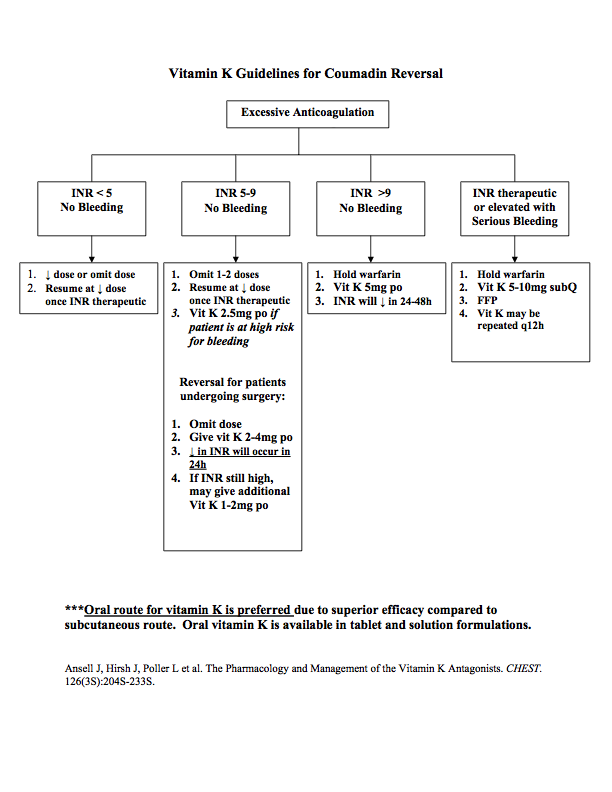 Vitamin K Guidelines for Coumadin Reversal
Excessive Anticoagulation
INR < 5
No Bleeding
INR 5-9
No Bleeding
INR >9
No Bleeding
INR therapeutic
or elevated with
Serious Bleeding
1. ↓ dose or omit dose
2. Resume at ↓ dose
once INR therapeutic
1. Omit 1-2 doses
2. Resume at ↓ dose
once INR therapeutic
3. Vit K 2.5mg po if
patient is at high risk
for bleeding
Reversal for patients
undergoing surgery:
1. Omit dose
2. Give vit K 2-4mg po
3. ↓ in INR will occur in
24h
4. If INR still high,
may give additional
Vit K 1-2mg po
1. Hold warfarin
2. Vit K 5mg po
3. INR will ↓ in 24-48h
1. Hold warfarin
2. Vit K 5-10mg subQ
3. FFP
4. Vit K may be
repeated q12h
***Oral route for vitamin K is preferred due to superior efficacy compared to
subcutaneous route. Oral vitamin K is available in tablet and solution formulations.
Ansell J, Hirsh J, Poller L et al. The Pharmacology and Management of the Vitamin K Antagonists. CHEST.
126(3S):204S-233S.